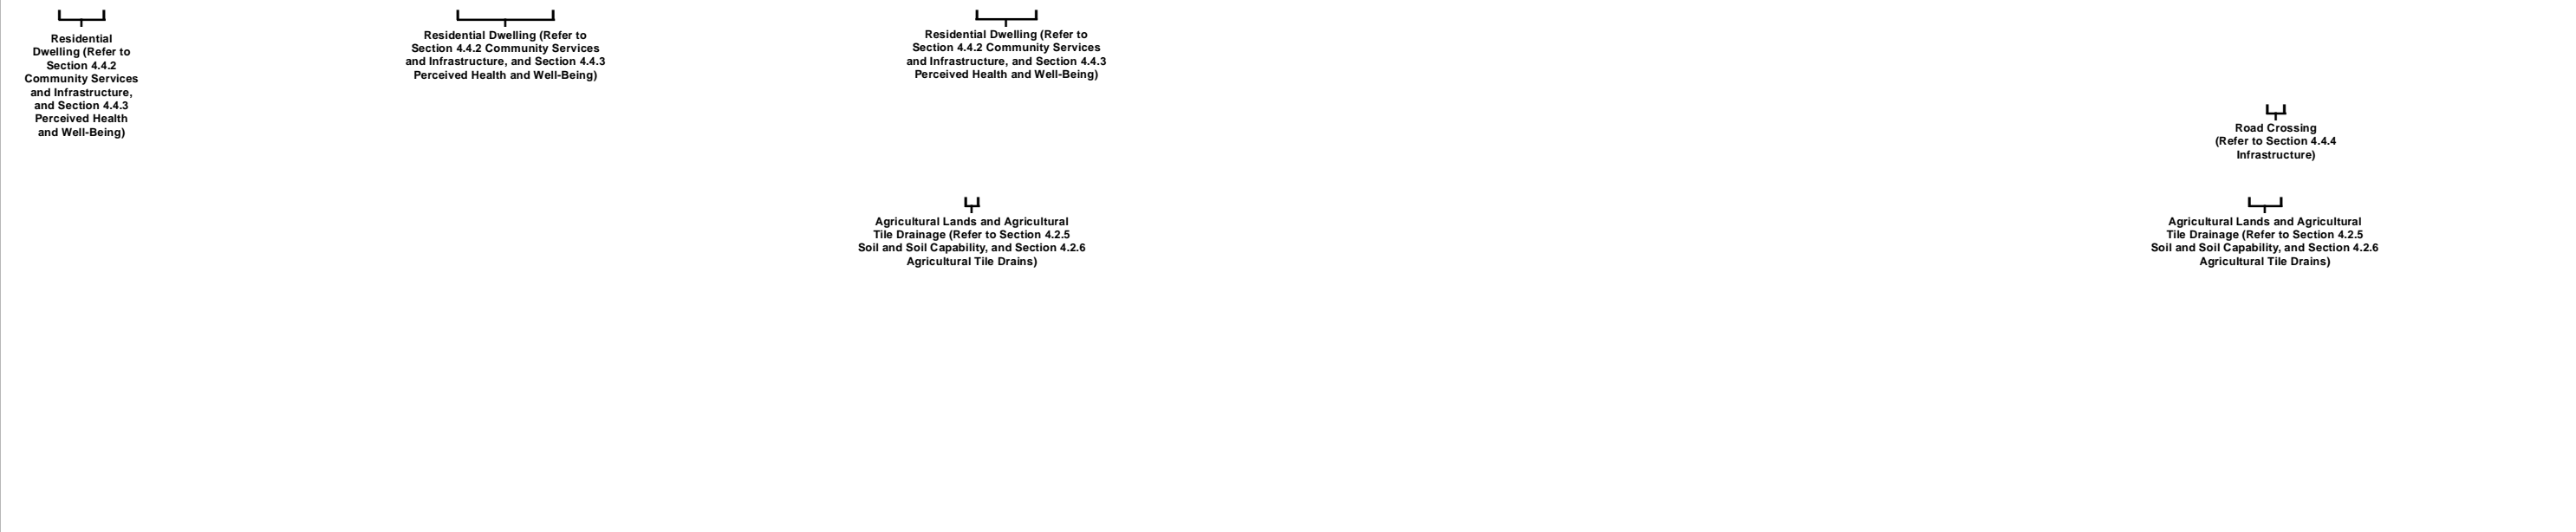 Residential
Dwelling (Refer to
Section 4.4.2
Community Services
and Infrastructure,
and Section 4.4.3
Perceived Health
and Well-Being)
Residential Dwelling (Refer to
Section 4.4.2 Community Services
and Infrastructure, and Section 4.4.3
Perceived Health and Well-Being)
Residential Dwelling (Refer to
Section 4.4.2 Community Services
and Infrastructure, and Section 4.4.3
Perceived Health and Well-Being)
Road Crossing
(Refer to Section 4.4.4
Infrastructure)
Agricultural Lands and Agricultural
Tile Drainage (Refer to Section 4.2.5
Soil and Soil Capability, and Section 4.2.6
Agricultural Tile Drains)
Agricultural Lands and Agricultural
Tile Drainage (Refer to Section 4.2.5
Soil and Soil Capability, and Section 4.2.6
Agricultural Tile Drains)